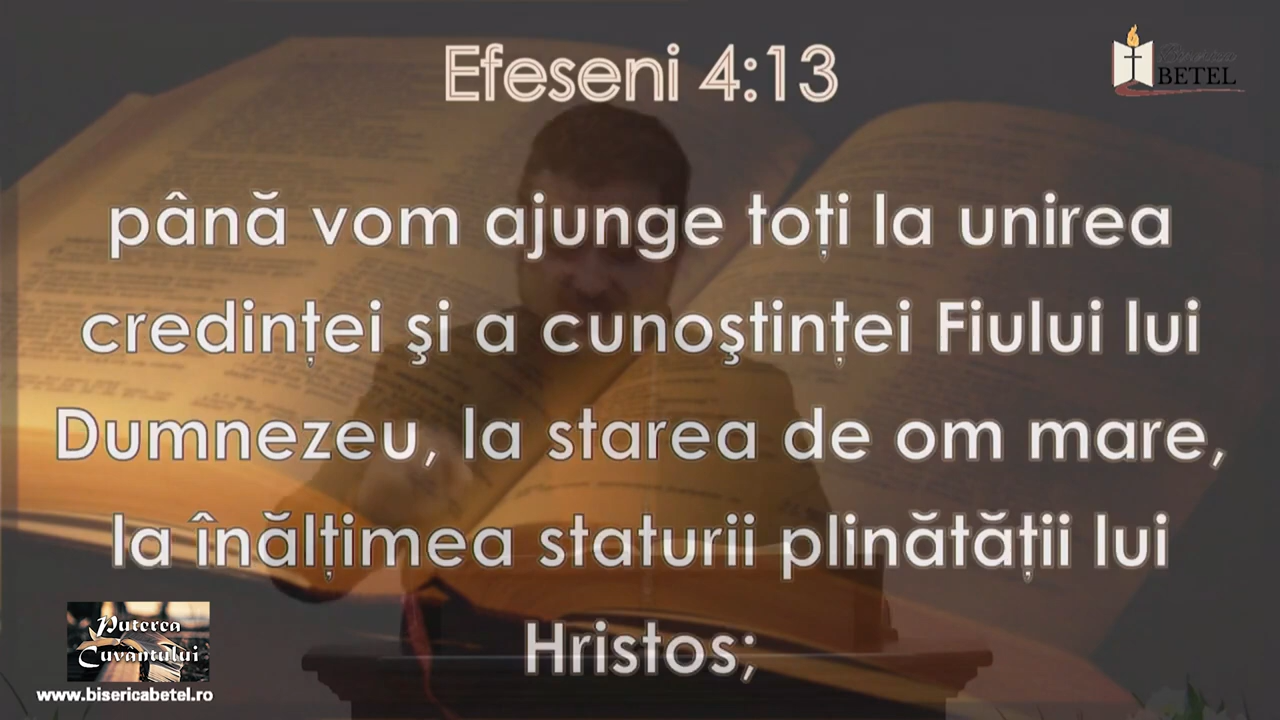 Efeseni 4:13
Biserica
BETEL
până vom ajunge toți la unirea
credinței şi a cunoştinței Fiului lui
Dumnezeu, la starea de om mare,
la înălțimea staturii plinătății lui
Hristos;
Puterea
Cuvantului
www.bisericabetel.ro